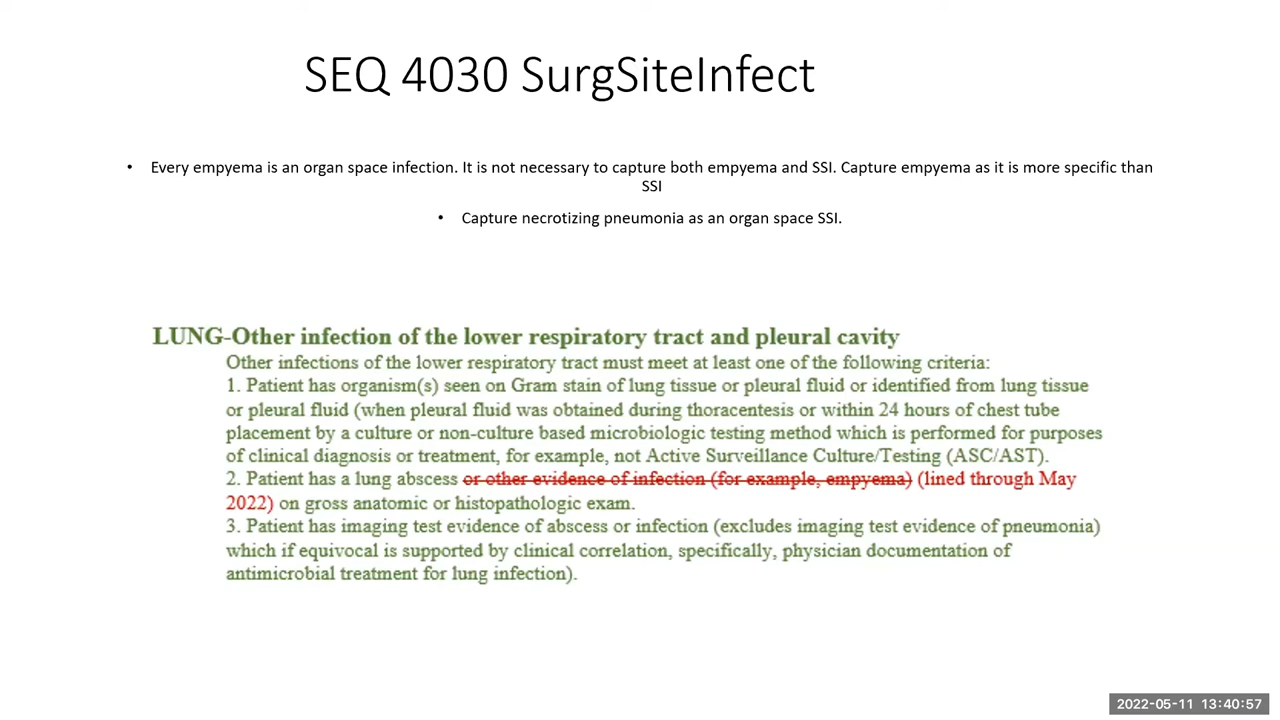 SEQ 4030 SurgSiteInfect
• Every empyema is an organ space infection. It is not necessary to capture both empyema and SSI. Capture empyema as it is more specific than
SSI
• Capture necrotizing pneumonia as an organ space SSI.
LUNG-Other infection of the lower respiratory tract and pleural cavity
Other infections of the lower respiratory tract must meet at least one of the following criteria:
1. Patient has organism(s) seen on Gram stain of lung tissue or pleural fluid or identified from lung tissue
or pleural fluid (when pleural fluid was obtained during thoracentesis or within 24 hours of chest tube
placement by a culture or non-culture based microbiologic testing method which is performed for purposes
of clinical diagnosis or treatment, for example, not Active Surveillance Culture/Testing (ASC/AST).
2. Patient has a lung abscess or other evidence of infection (for example, empyema) (lined through May
2022) on gross anatomic or histopathologic exam.
3. Patient has imaging test evidence of abscess or infection (excludes imaging test evidence of pneumonia)
which if equivocal is supported by clinical correlation, specifically, physician documentation of
antimicrobial treatment for lung infection).
2022-05-11 13:40:57